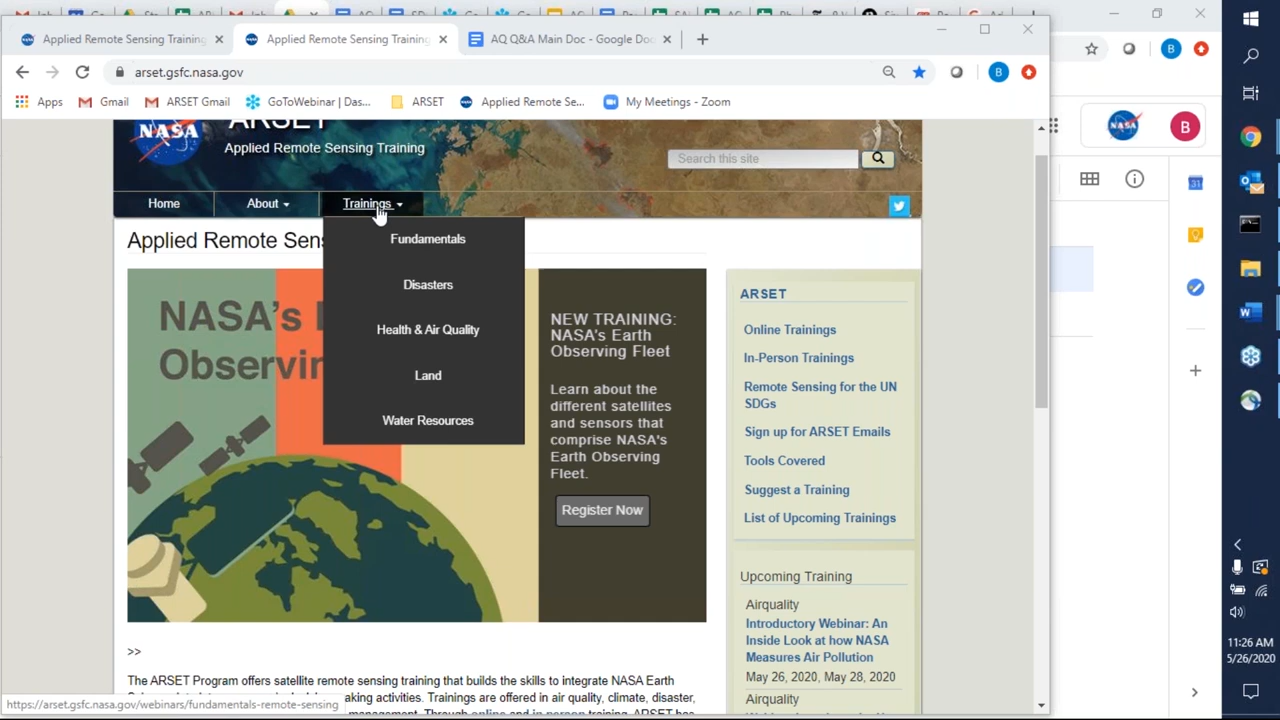 Applied Remote Sensing Training
Applied Remote Sensing Training
AQ Q&A Main Doc - Google Doc
arset.gsfc.nasa.gov
B
B
Apps
Gmail
ARSET Gmail
GoToWebinar | Das...
ARSET
Applied Remote Se...
My Meetings - Zoom
NASA
ARSET
Applied Remote Sensing Training
Search this site
NASA
B
Home
About
Trainings
Applied Remote Sens
Fundamentals
Disasters
Health & Air Quality
Land
Water Resources
NASA's
Observin
NEW TRAINING:
NASA's Earth
Observing Fleet
Learn about the
different satellites
and sensors that
comprise NASA's
Earth Observing
Fleet.
Register Now
ARSET
Online Trainings
In-Person Trainings
Remote Sensing for the UN
SDGs
Sign up for ARSET Emails
Tools Covered
Suggest a Training
List of Upcoming Trainings
Upcoming Training
Airquality
Introductory Webinar: An
Inside Look at how NASA
Measures Air Pollution
May 26, 2020, May 28, 2020
Airquality
>>
The ARSET Program offers satellite remote sensing training that builds the skills to integrate NASA Earth
aking activities. Trainings are offered in air quality, climate, disaster,
https://arset.gsfc.nasa.gov/webinars/fundamentals-remote-sensing
11:26 AM
5/26/2020